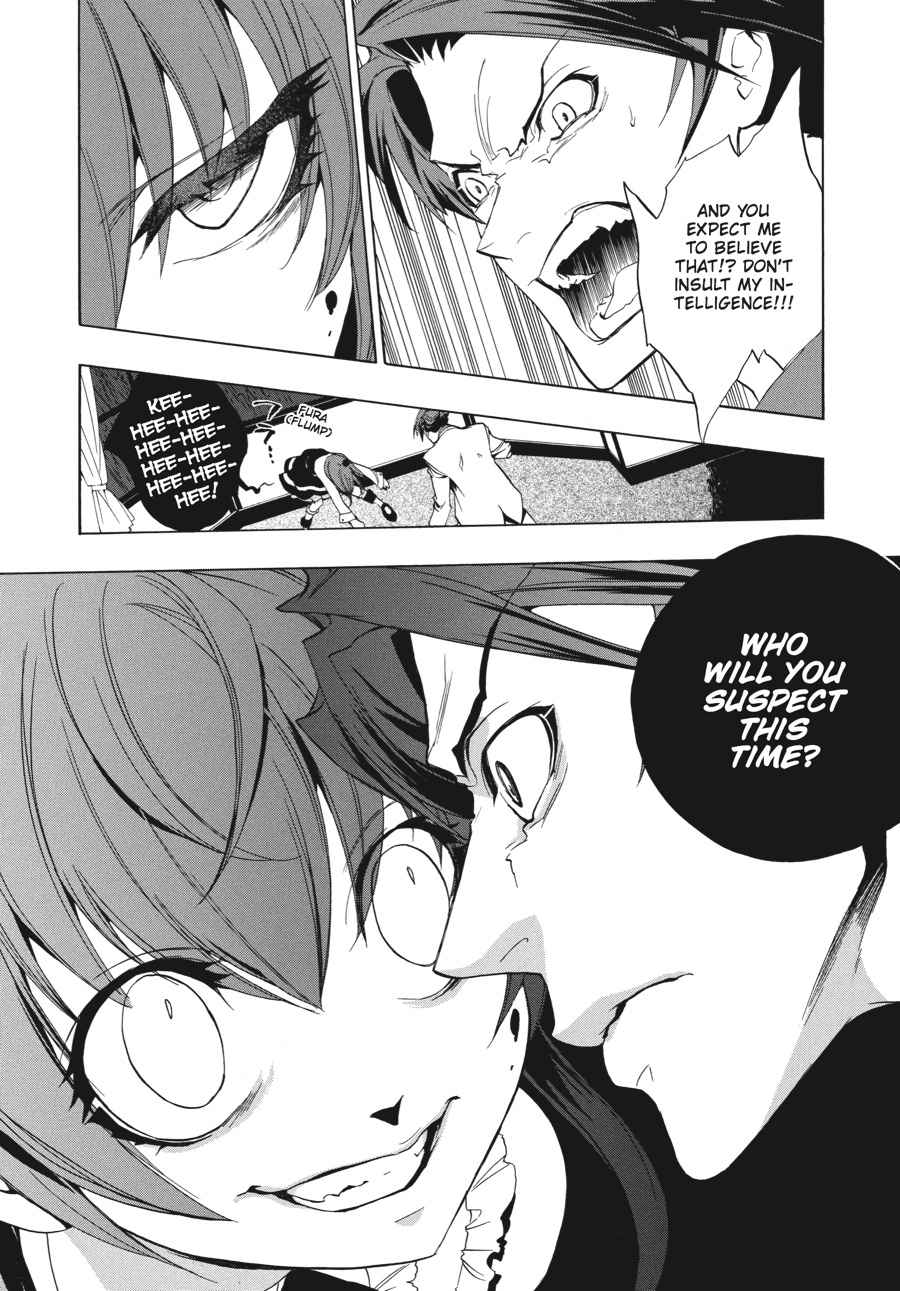 AND YOU
EXPECT ME
TO BELIEVE
THAT!? DON'T
INSULT MY IN-
TELLIGENCE!!!
FURA
(FLUMP)
KEE-
HEE-HEE-
HEE-HEE-
HEE-HEE-
HEE-HEE-
HEE!
WHO
WILL YOU
SUSPECT
THIS
TIME?